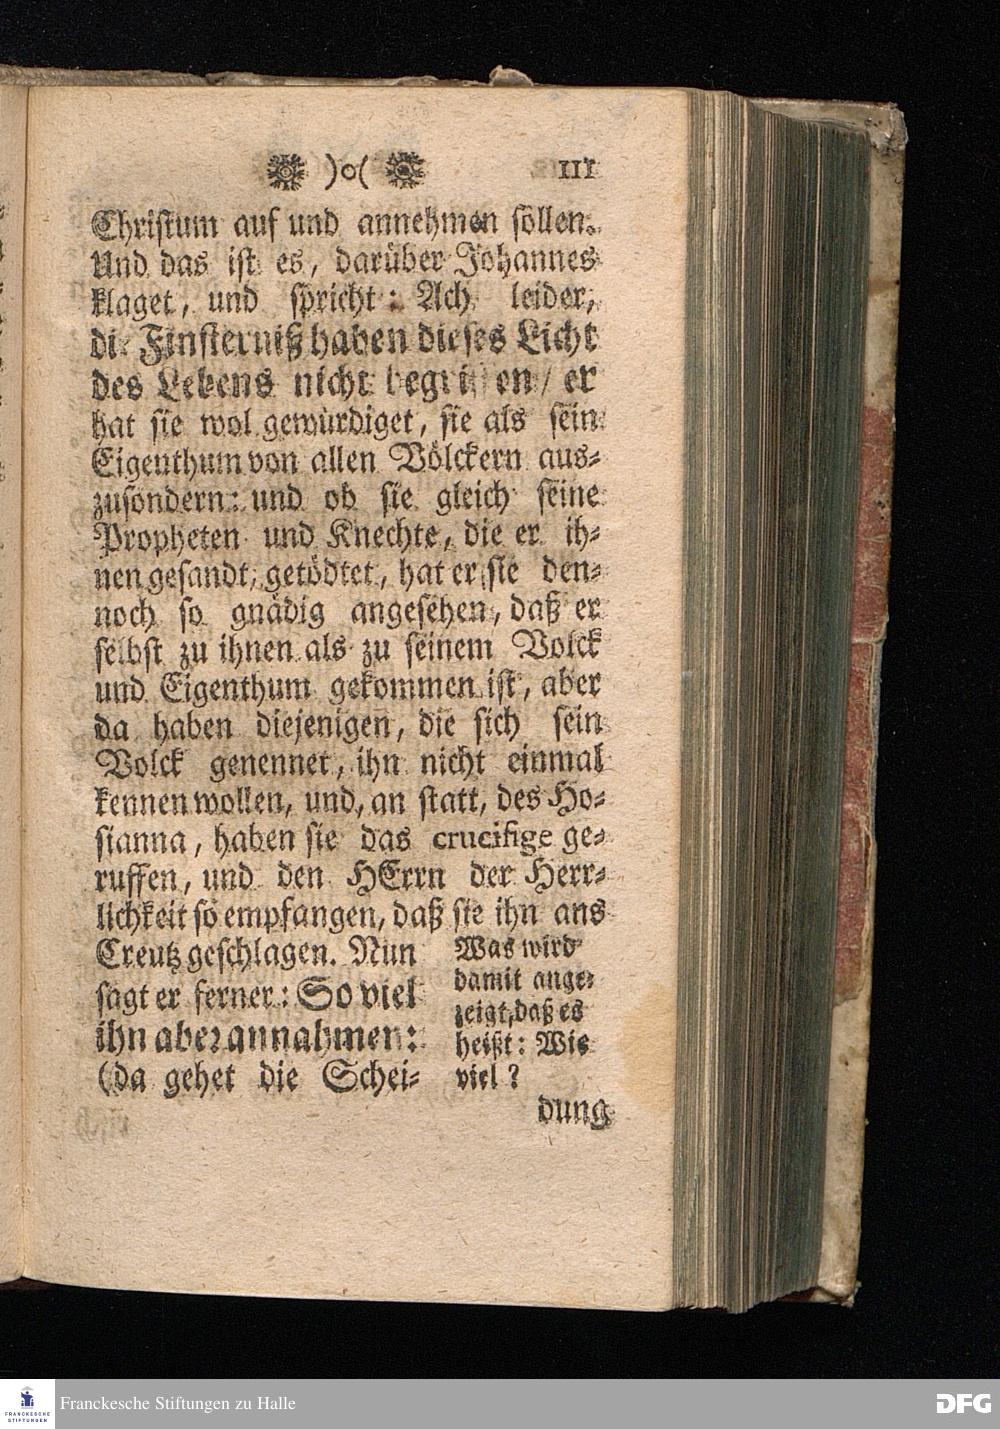 )o( 111
Christum auf und annehmen sollen.
Und das ist es, darüber Johannes
klaget, und spricht: Ach leider,
die Finsterniß haben dieses Licht
des Lebens nicht begriffen/ er
hat sie wol gewürdiget, sie als sein
Eigenthum von allen Völckern aus-
zusondern: und ob sie gleich seine
Propheten und Knechte, die er ih-
nen gesandt, getödtet, hat er sie den-
noch so gnädig angesehen, daß er
selbst zu ihnen als zu seinem Volck
und Eigenthum gekommen ist, aber
da haben diejenigen, die sich sein
Volck genennet, ihn nicht einmal
kennen wollen, und, an statt, des Ho-
sianna, haben sie das crucifige ge-
ruffen, und den HErrn der Herr-
lichkeit so empfangen, daß sie ihn ans
Creutz geschlagen. Nun
sagt er ferner: So viel
ihn aber annahmen:
(da gehet die Schei-
Was wird
damit ange-
zeigt, daß es
heißt: Wie
viel?
dung
Franckesche Stiftungen zu Halle
FRANCKESCHE
STIFTUNGEN
DFG